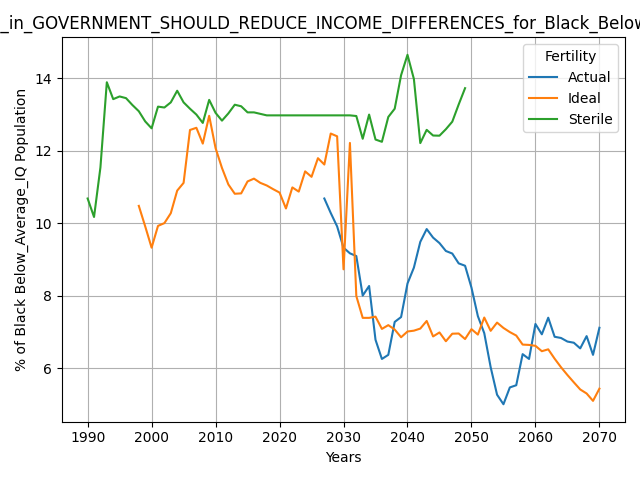 _in_GOVERNMENT_SHOULD_REDUCE_INCOME_DIFFERENCES_for_Black_Below
Fertility
Actual
Ideal
Sterile
% of Black Below_Average_IQ Population
14
12
10
8
6
1990
2000
2010
2020
2030
2040
2050
2060
2070
Years